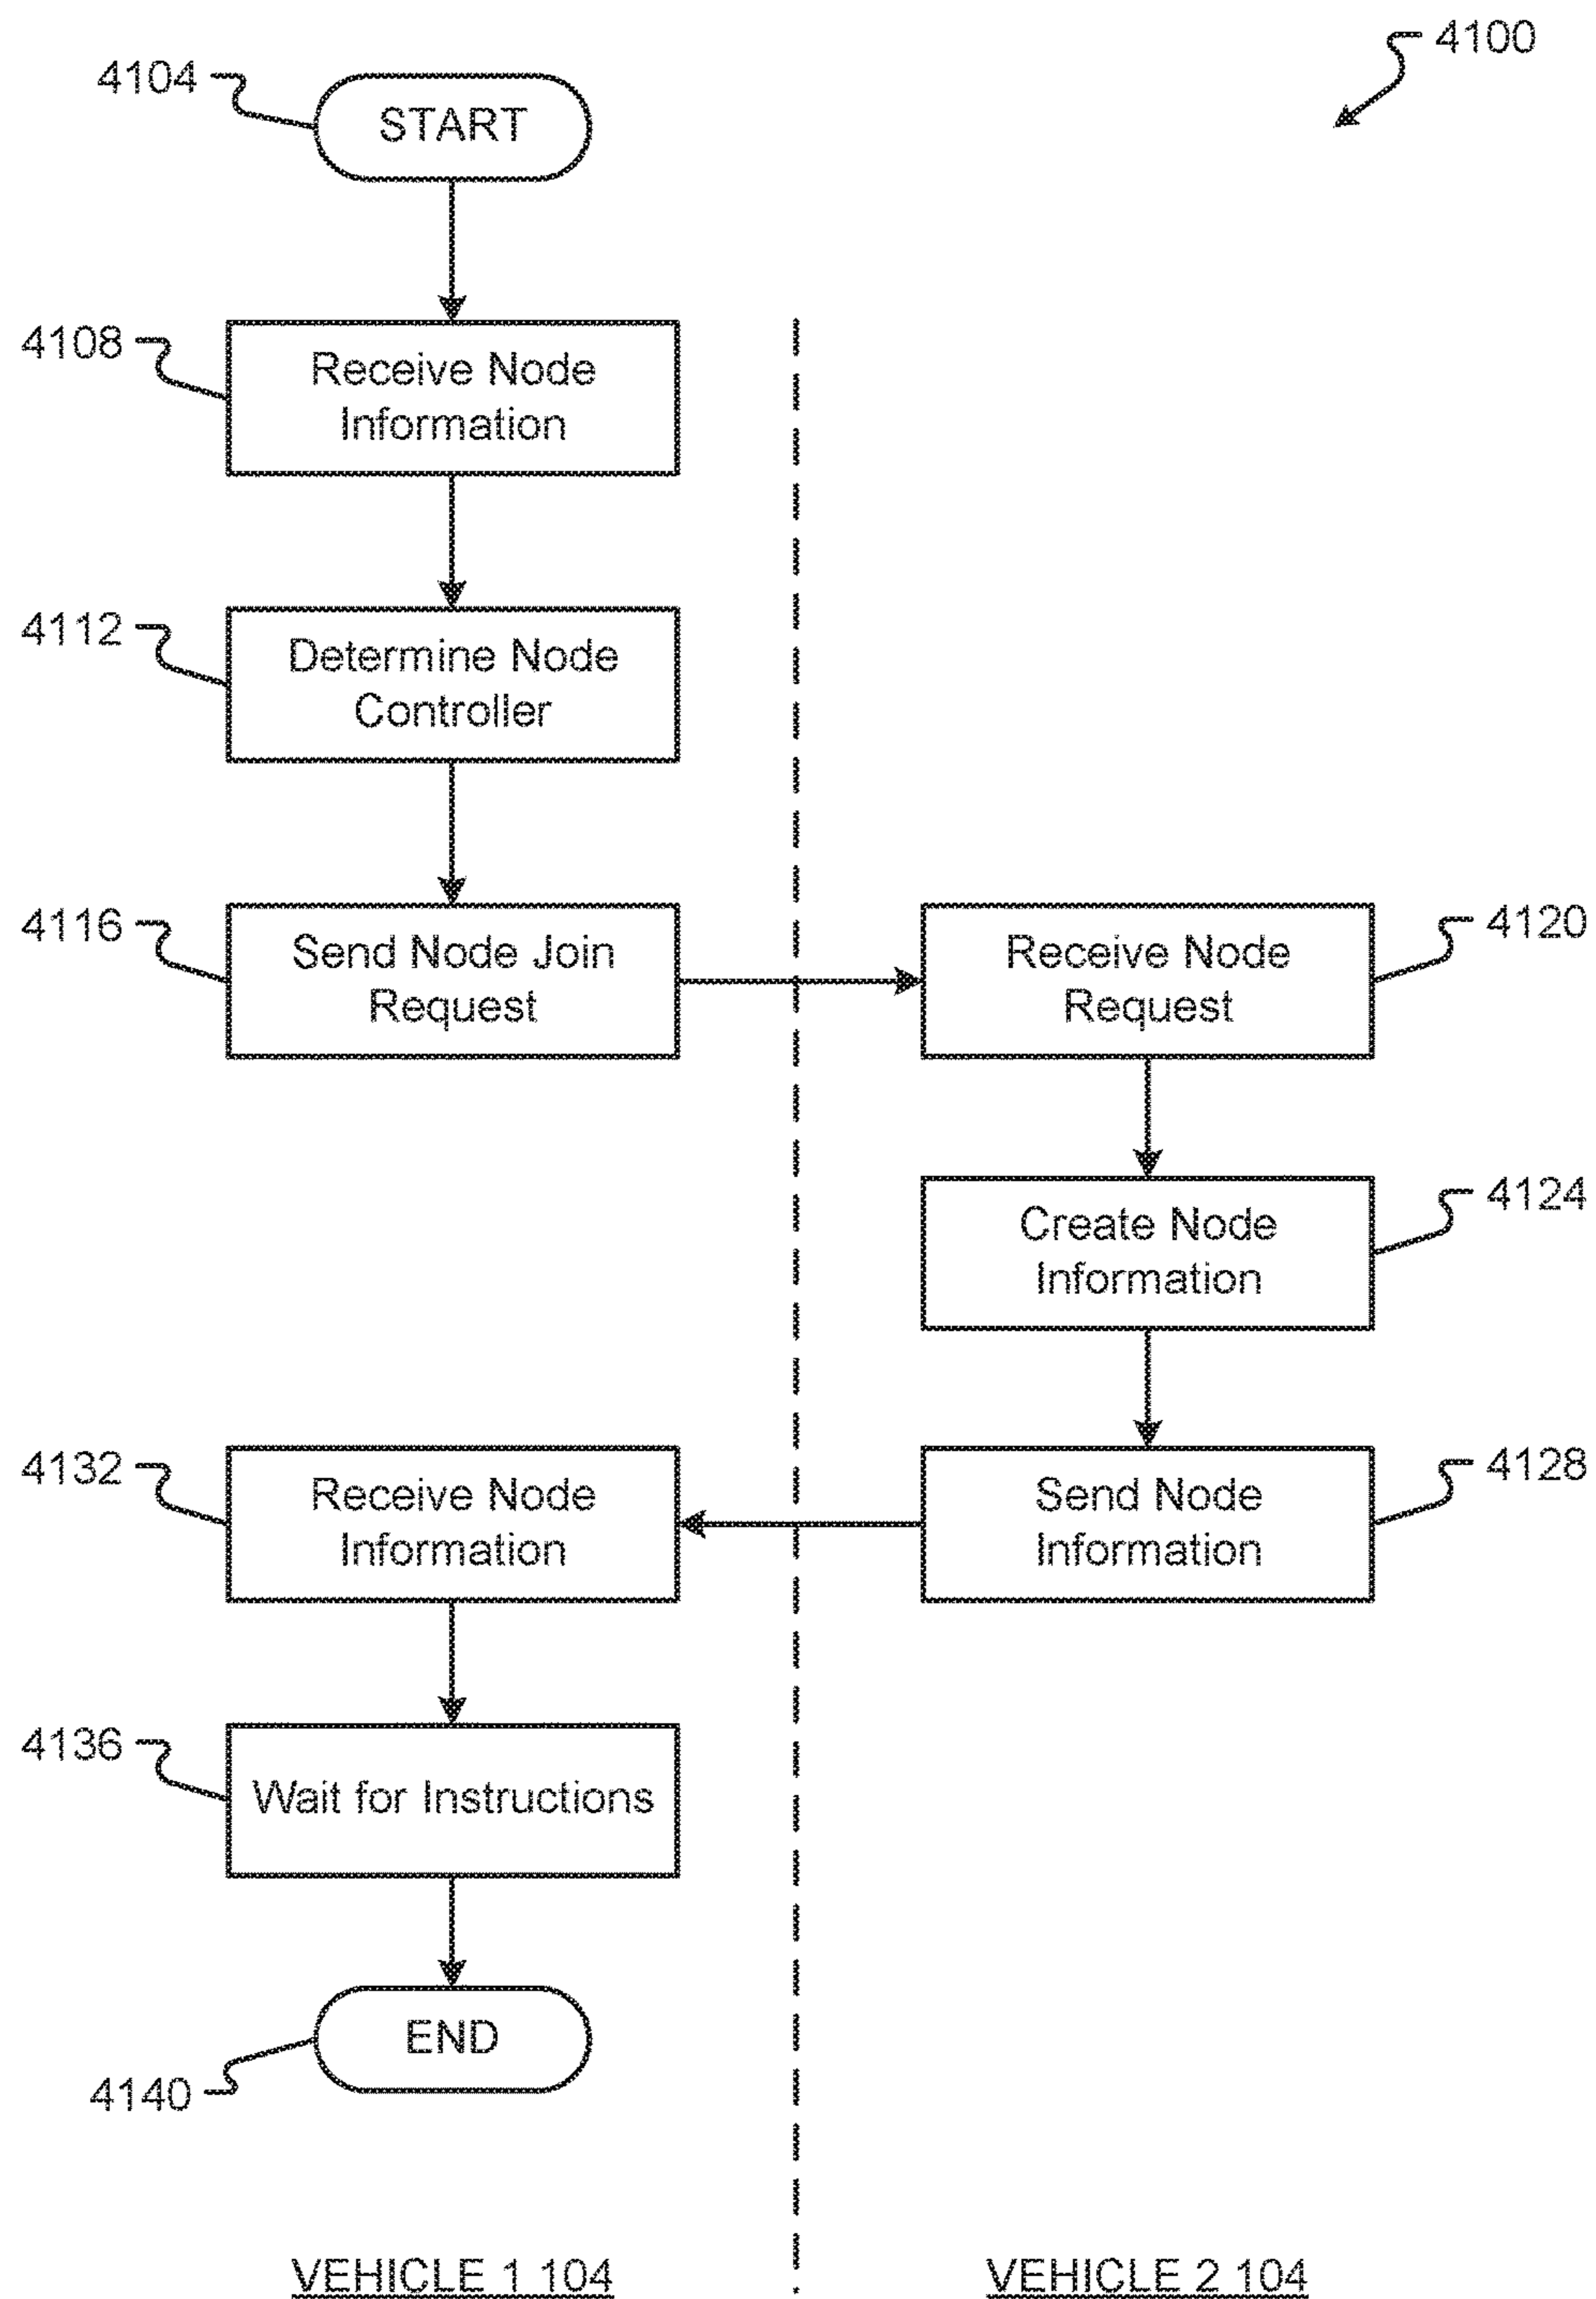 4100
4104
START
4108
Receive Node
Information
4112
Determine Node
Controller
4116
Send Node Join
Request
Receive Node
Request
4120
Create Node
Information
4124
4132
Receive Node
Information
Send Node
Information
4128
4136
Wait for Instructions
END
4140
VEHICLE 1 104
VEHICLE 2 104